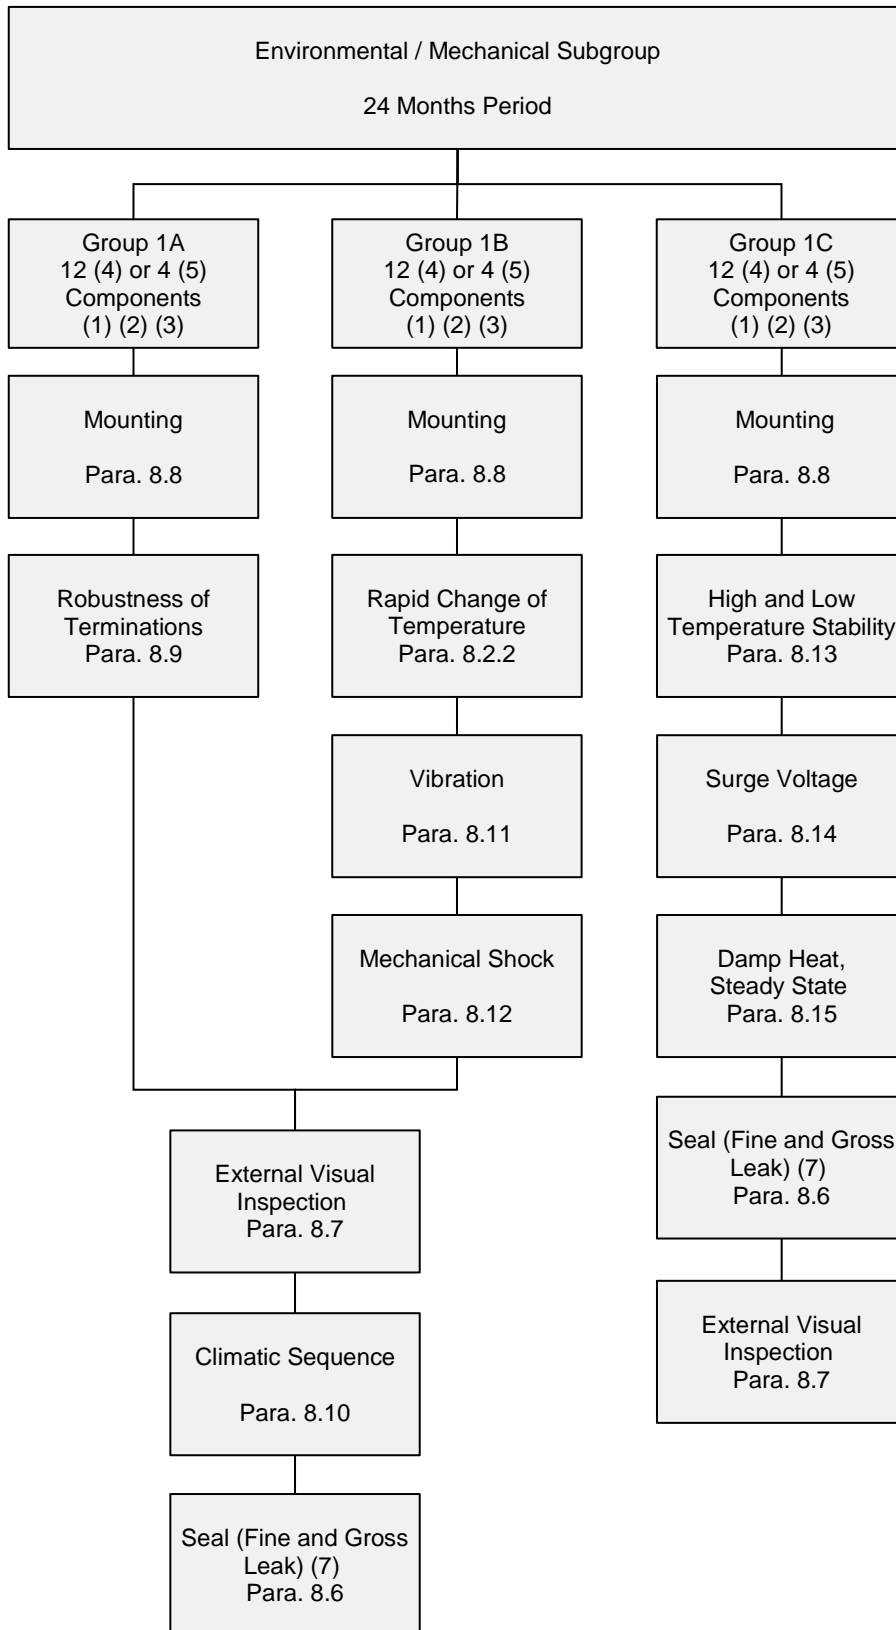 Environmental / Mechanical Subgroup
24 Months Period
Group 1A
12 (4) or 4 (5)
Components
(1) (2) (3)
Group 1B
12 (4) or 4 (5)
Components
(1) (2) (3)
Group 1C
12 (4) or 4 (5)
Components
(1) (2) (3)
Mounting
Para. 8.8
Mounting
Para. 8.8
Mounting
Para. 8.8
Robustness of
Terminations
Para. 8.9
Rapid Change of
Temperature
Para. 8.2.2
High and Low
Temperature Stability
Para. 8.13
Vibration
Para. 8.11
Surge Voltage
Para. 8.14
Mechanical Shock
Para. 8.12
Damp Heat,
Steady State
Para. 8.15
External Visual
Inspection
Para. 8.7
Seal (Fine and Gross
Leak) (7)
Para. 8.6
Climatic Sequence
Para. 8.10
External Visual
Inspection
Para. 8.7
Seal (Fine and Gross
Leak) (7)
Para. 8.6